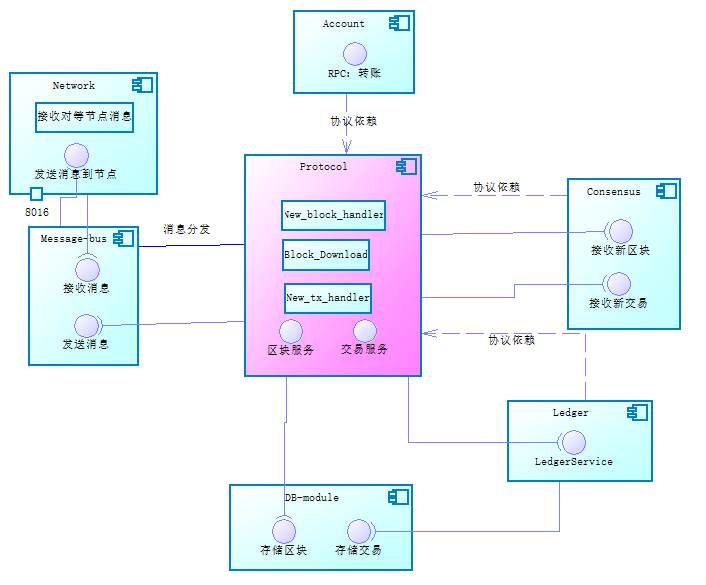 Account
RPC: 转账
Network
接收对等节点消息
发送消息到节点
8016
协议依赖
Protocol
New_block_handler
Block_Download
New_tx_handler
区块服务
交易服务
消息分发
Message-bus
接收消息
发送消息
协议依赖
Consensus
接收新区块
接收新交易
协议依赖
Ledger
LedgerService
DB-module
存储区块
存储交易